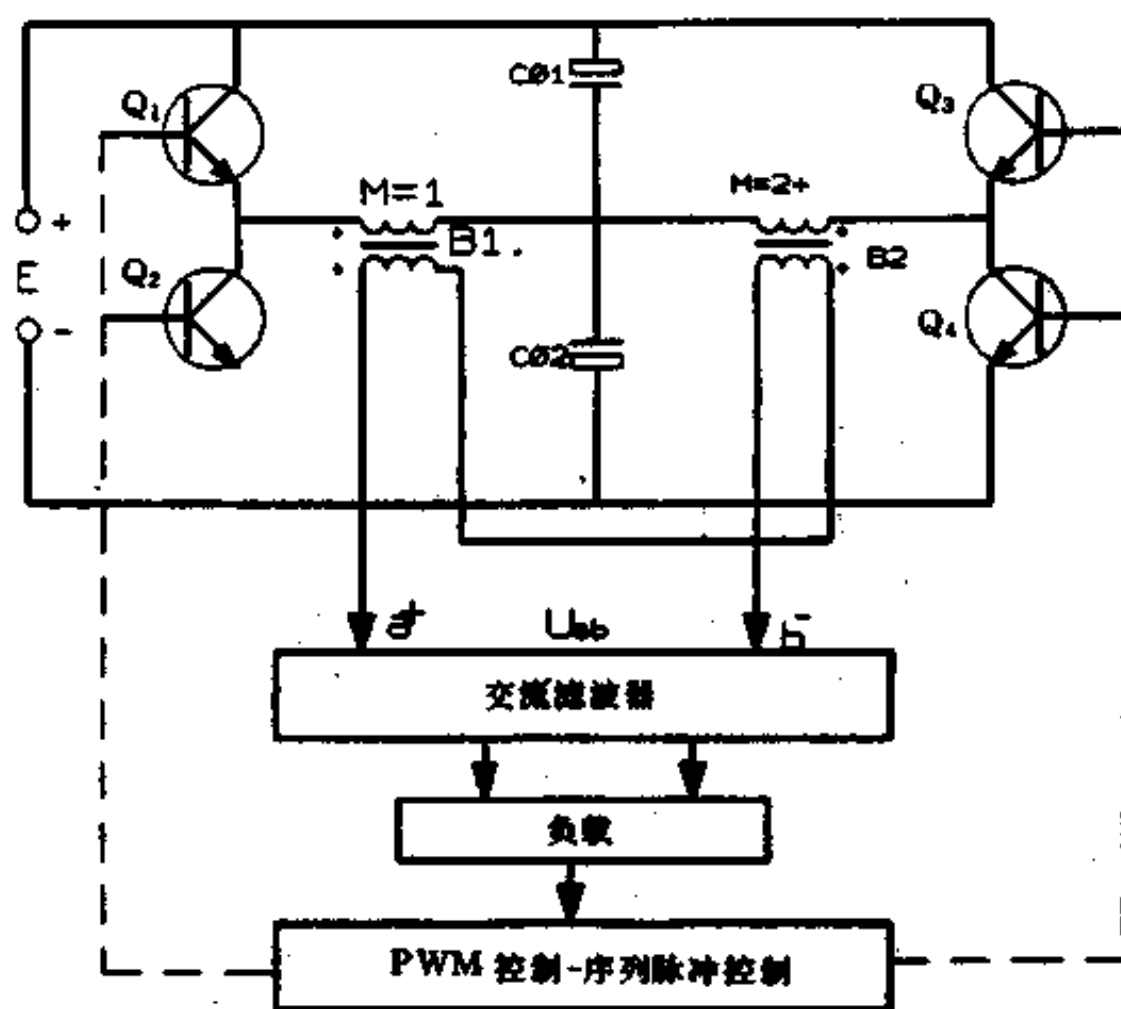 CØ1
Q₁
Q₃
M=1
M=2+
+
E
-
B1.
B2
Q₂
Q₄
CØ2
a⁺
Uab
b⁻
交流滤波器
负载
PWM 控制-序列脉冲控制